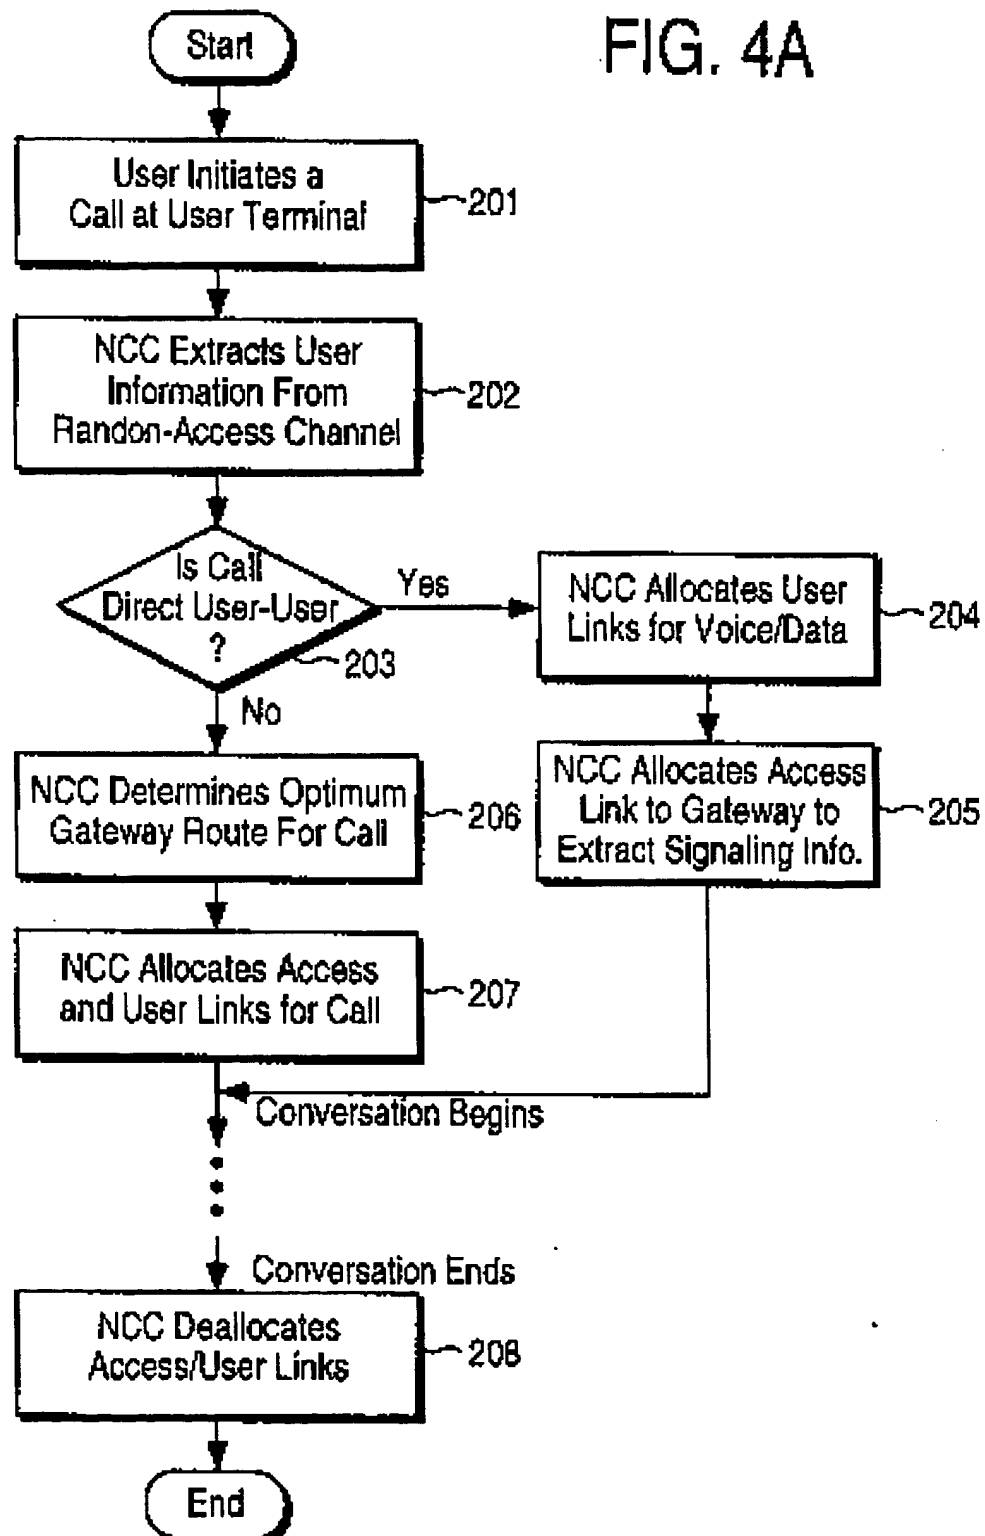 FIG. 4A
Start
User Initiates a
Call at User Terminal
201
NCC Extracts User
Information From
Randon-Access Channel
202
Is Call
Direct User-User
?
203
Yes
NCC Allocates User
Links for Voice/Data
204
NCC Allocates Access
Link to Gateway to
Extract Signaling Info.
205
No
NCC Determines Optimum
Gateway Route For Call
206
NCC Allocates Access
and User Links for Call
207
Conversation Begins
Conversation Ends
NCC Deallocates
Access/User Links
208
End